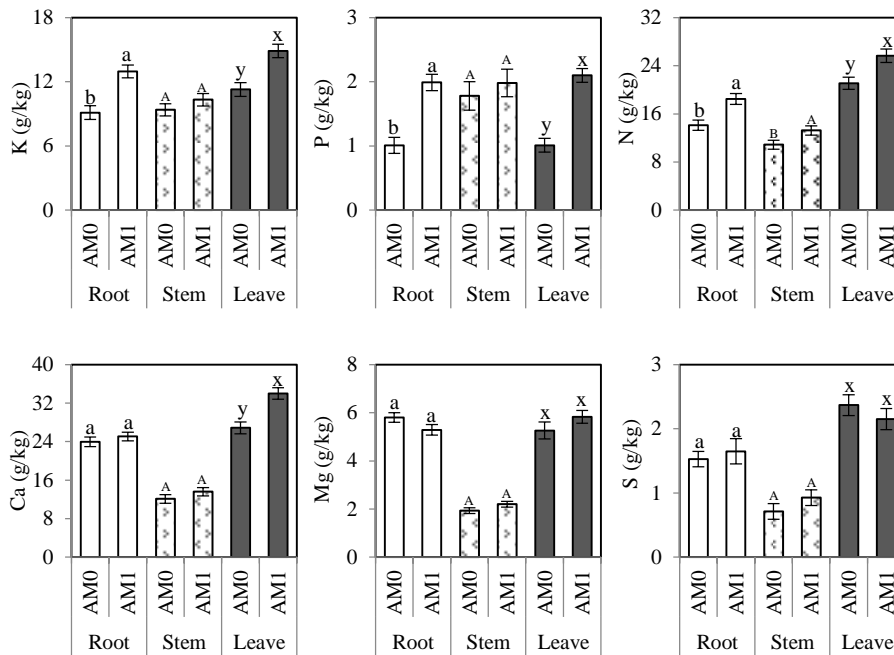 K (g/kg)
18
12
6
0
b
a
A
A
y
x
AM0
AM1
AM0
AM1
AM0
AM1
Root
Stem
Leave
P (g/kg)
3
2
1
0
b
a
A
A
y
x
AM0
AM1
AM0
AM1
AM0
AM1
Root
Stem
Leave
N (g/kg)
32
24
16
8
0
b
a
B
A
y
x
AM0
AM1
AM0
AM1
AM0
AM1
Root
Stem
Leave
Ca (g/kg)
40
32
24
16
8
0
a
a
A
A
y
x
AM0
AM1
AM0
AM1
AM0
AM1
Root
Stem
Leave
Mg (g/kg)
8
6
4
2
0
a
a
A
A
x
x
AM0
AM1
AM0
AM1
AM0
AM1
Root
Stem
Leave
S (g/kg)
3
2
1
0
a
a
A
A
x
x
AM0
AM1
AM0
AM1
AM0
AM1
Root
Stem
Leave